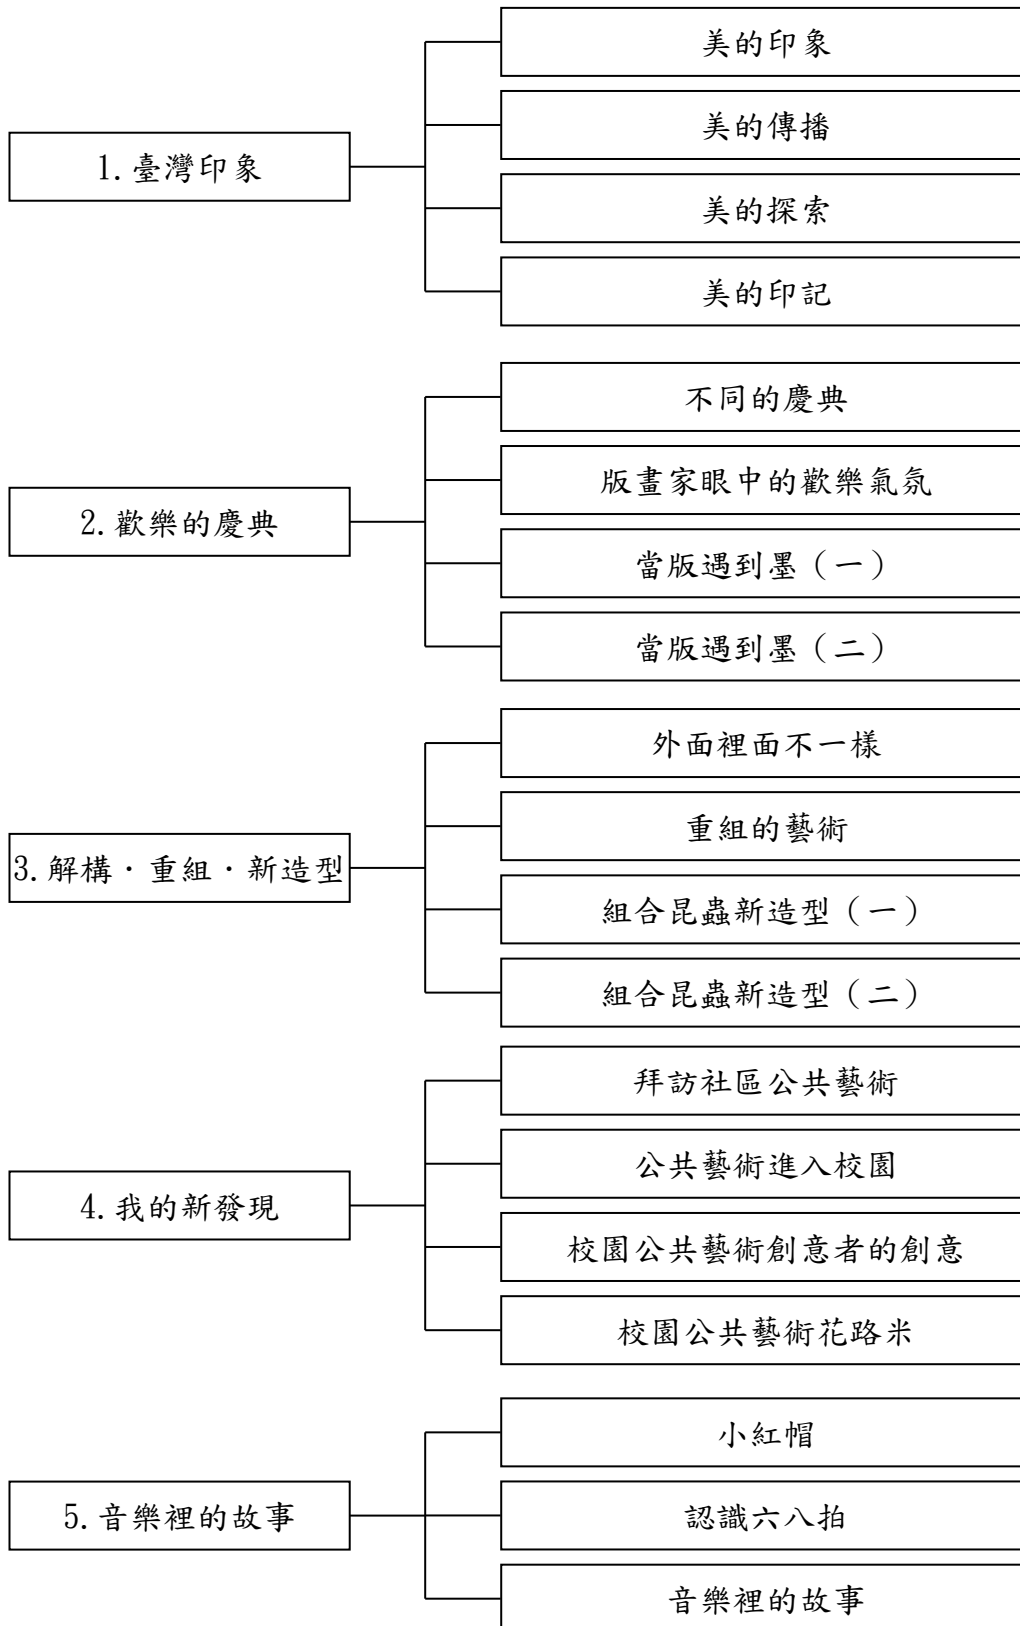 1.臺灣印象
美的印象
美的傳播
美的探索
美的印記
2.歡樂的慶典
不同的慶典
版畫家眼中的歡樂氣氛
當版遇到墨（一）
當版遇到墨（二）
3.解構．重組．新造型
外面裡面不一樣
重組的藝術
組合昆蟲新造型（一）
組合昆蟲新造型（二）
4.我的新發現
拜訪社區公共藝術
公共藝術進入校園
校園公共藝術創意者的創意
校園公共藝術花路米
5.音樂裡的故事
小紅帽
認識六八拍
音樂裡的故事